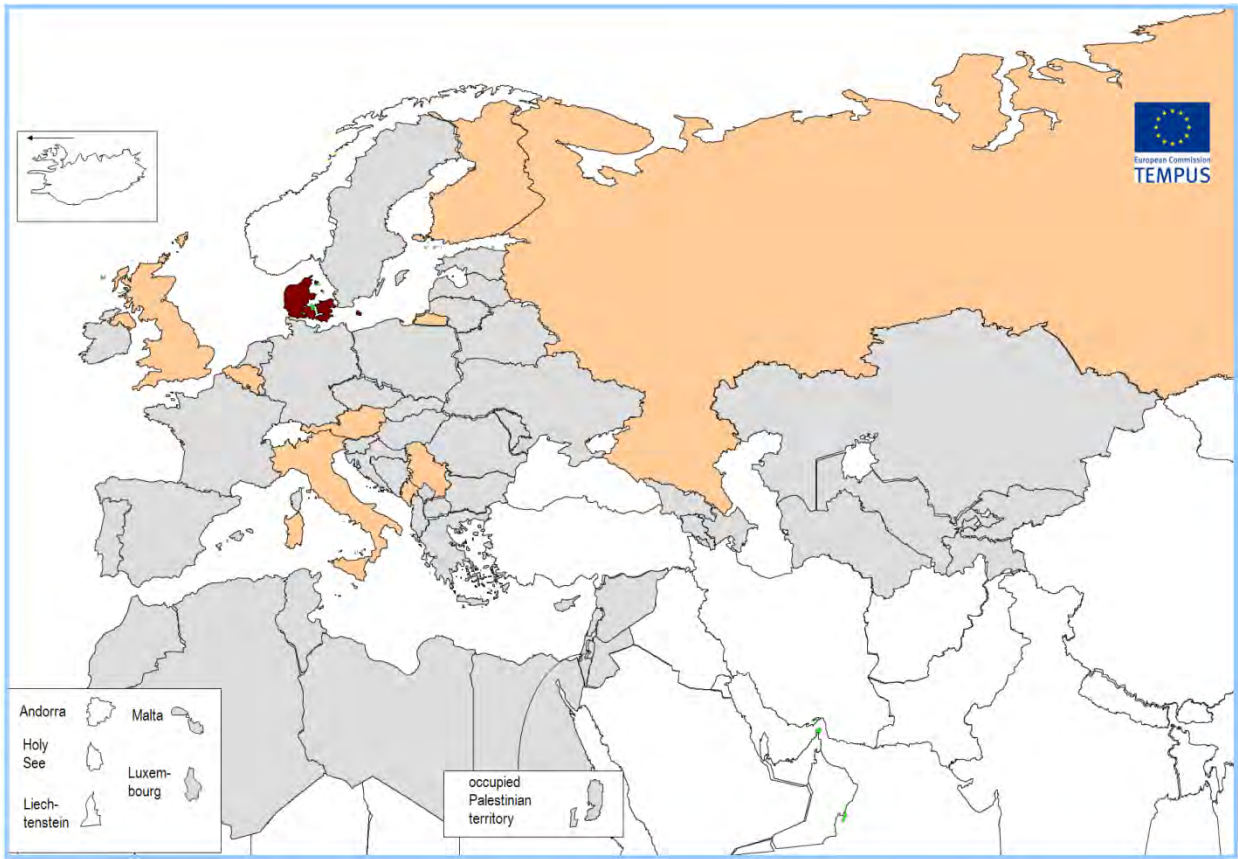 European Commission
TEMPUS
Andorra
Malta
Holy
See
Luxem-
bourg
Liech-
tenstein
occupied
Palestinian
territory